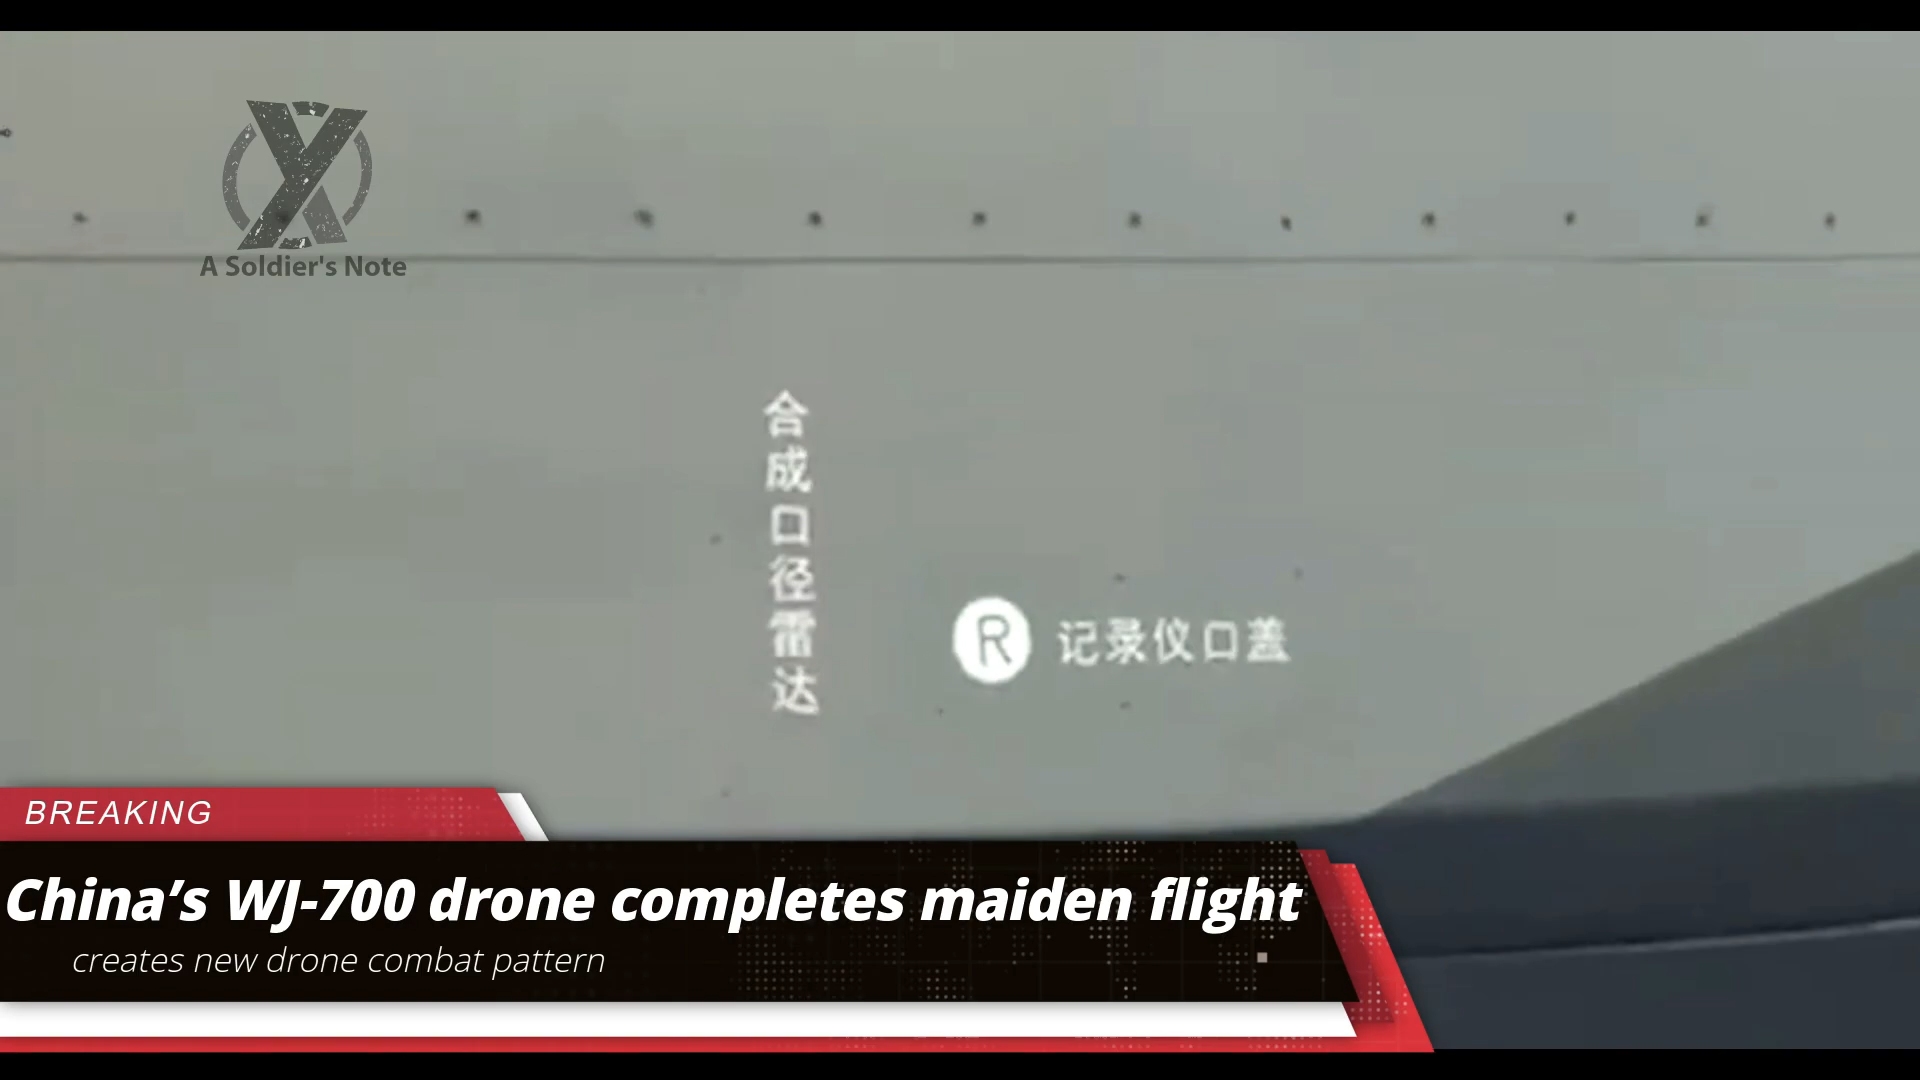 A Soldier's Note
合成口径雷达
R 记录仪口盖
BREAKING
China’s WJ-700 drone completes maiden flight
creates new drone combat pattern